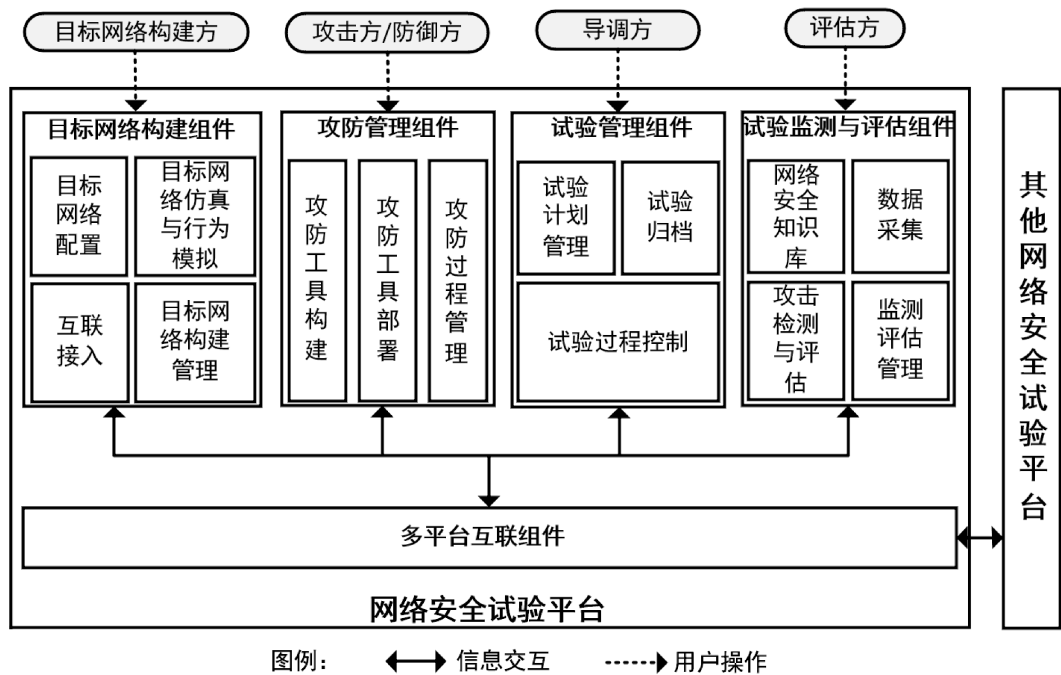 目标网络构建方
攻击方/防御方
导调方
评估方
目标网络构建组件
目标
网络
配置
目标网
络仿真
与行为
模拟
互联
接入
目标网
络构建
管理
攻防管理组件
攻防工具构建
攻防工具部署
攻防过程管理
试验管理组件
试验
计划
管理
试验
归档
试验过程控制
试验监测与评估组件
网络
安全
知识
库
数据
采集
攻击
检测
与评
估
监测
评估
管理
多平台互联组件
网络安全试验平台
其他网络安全试验平台
图例：
信息交互
用户操作